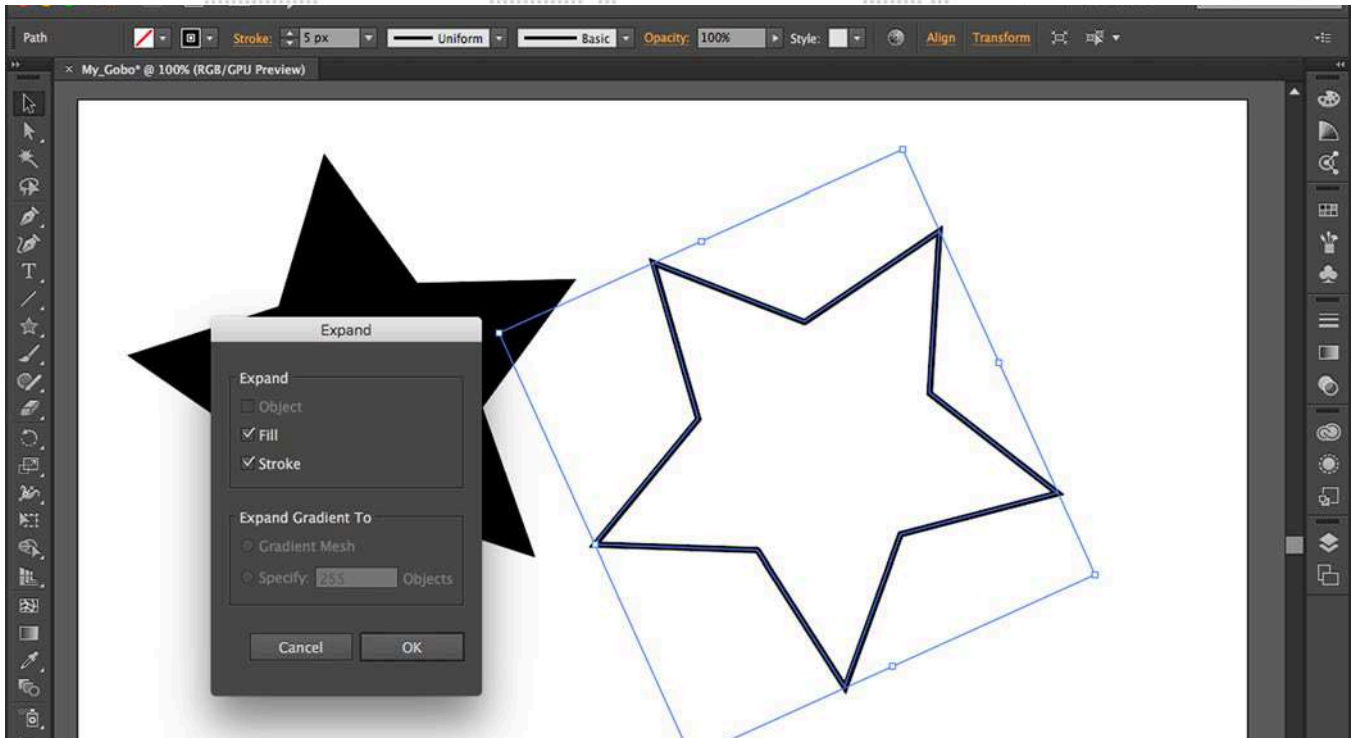 Path Stroke: 5 px Uniform Basic Opacity: 100% Style: Align Transform
× My_Gobo* @ 100% (RGB/GPU Preview)
Expand
Expand
Object
Fill
Stroke
Expand Gradient To
Gradient Mesh
Specify: 255 Objects
Cancel OK